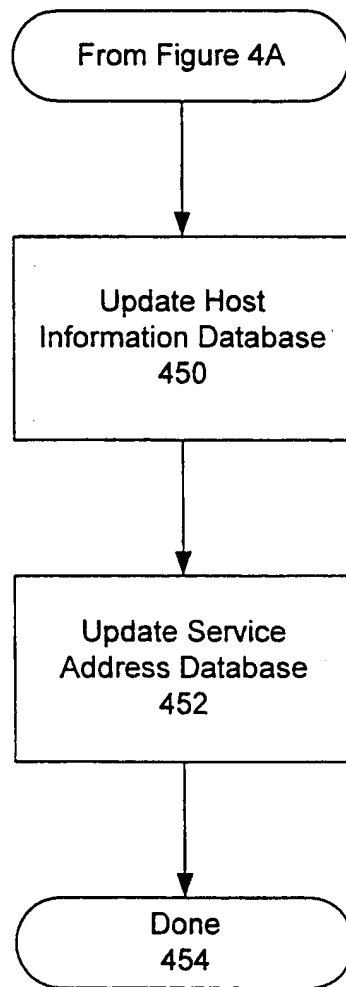 From Figure 4A
Update Host
Information Database
450
Update Service
Address Database
452
Done
454